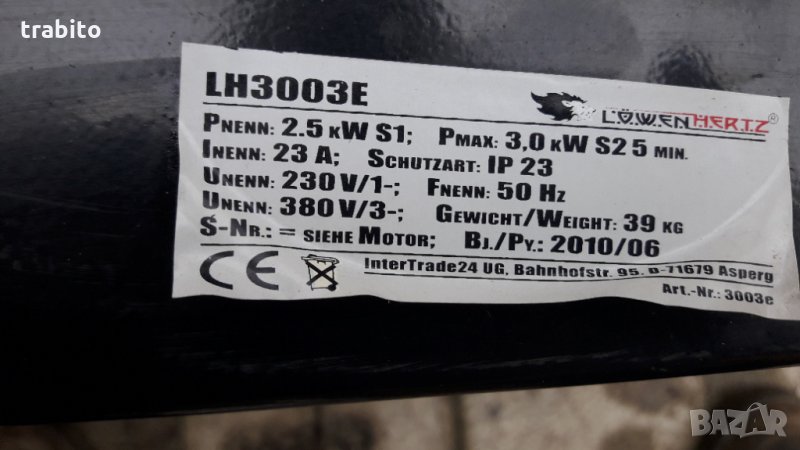 trabito
LH3003E
LÖWENHERTZ®
PNENN: 2.5 KW S1; PMAX: 3,0 KW S2 5 MIN.
INENN: 23 A; SCHUTZART: IP 23
UNENN: 230 V/1~; FNENN: 50 HZ
UNENN: 380 V/3~; GEWICHT/WEIGHT: 39 KG
S-NR.: = SIEHE MOTOR; BJ./PY.: 2010/06
CE
InterTrade24 UG, Bahnhofstr. 95, D-71679 Asperg
Art.-Nr.: 3003e
BAZAR